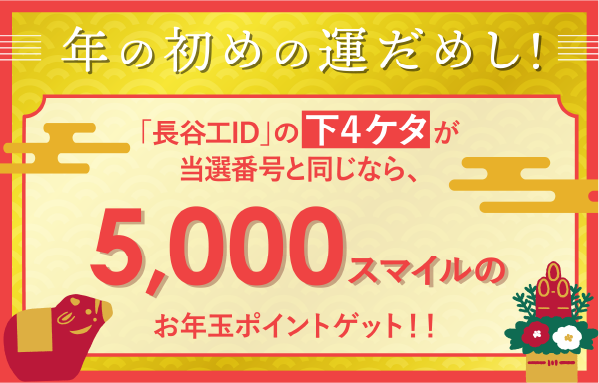 年の初めの運だめし!
「長谷工ID」の下4ケタが
当選番号と同じなら、
5,000スマイルの
お年玉ポイントゲット!!